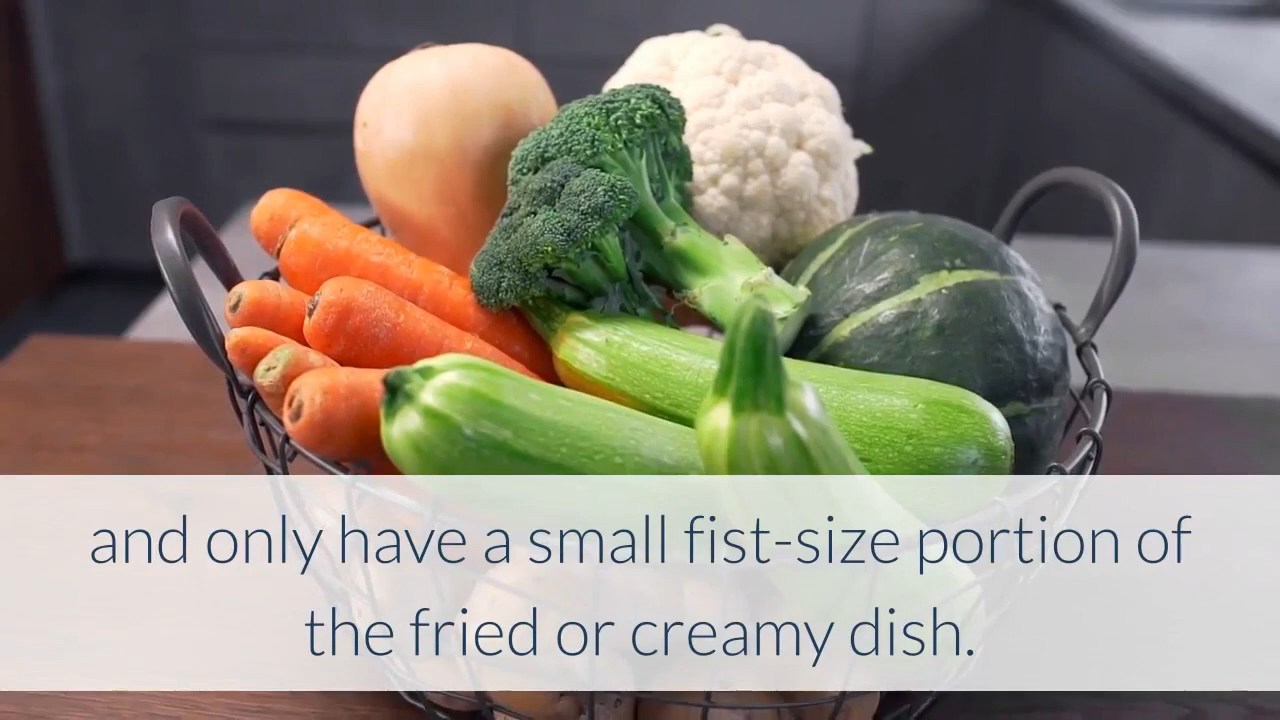 and only have a small fist-size portion of
the fried or creamy dish.